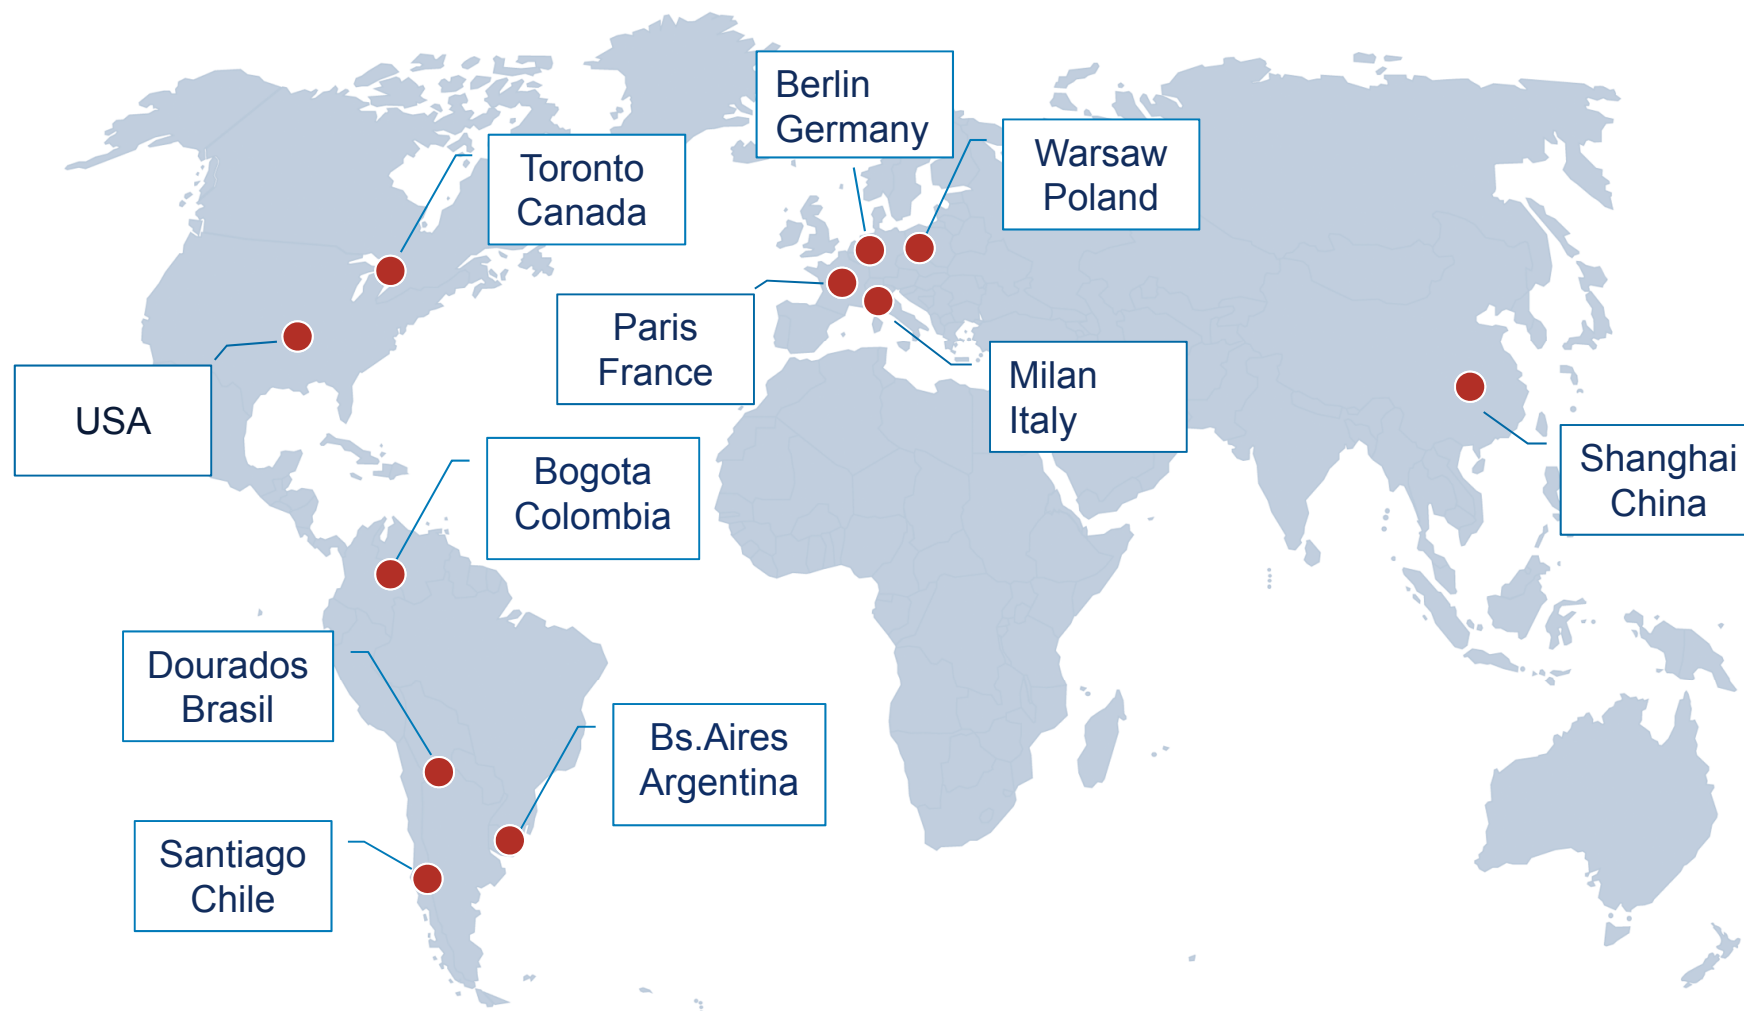 Berlin
Germany
Warsaw
Poland
Toronto
Canada
Paris
France
Milan
Italy
USA
Shanghai
China
Bogota
Colombia
Dourados
Brasil
Bs.Aires
Argentina
Santiago
Chile